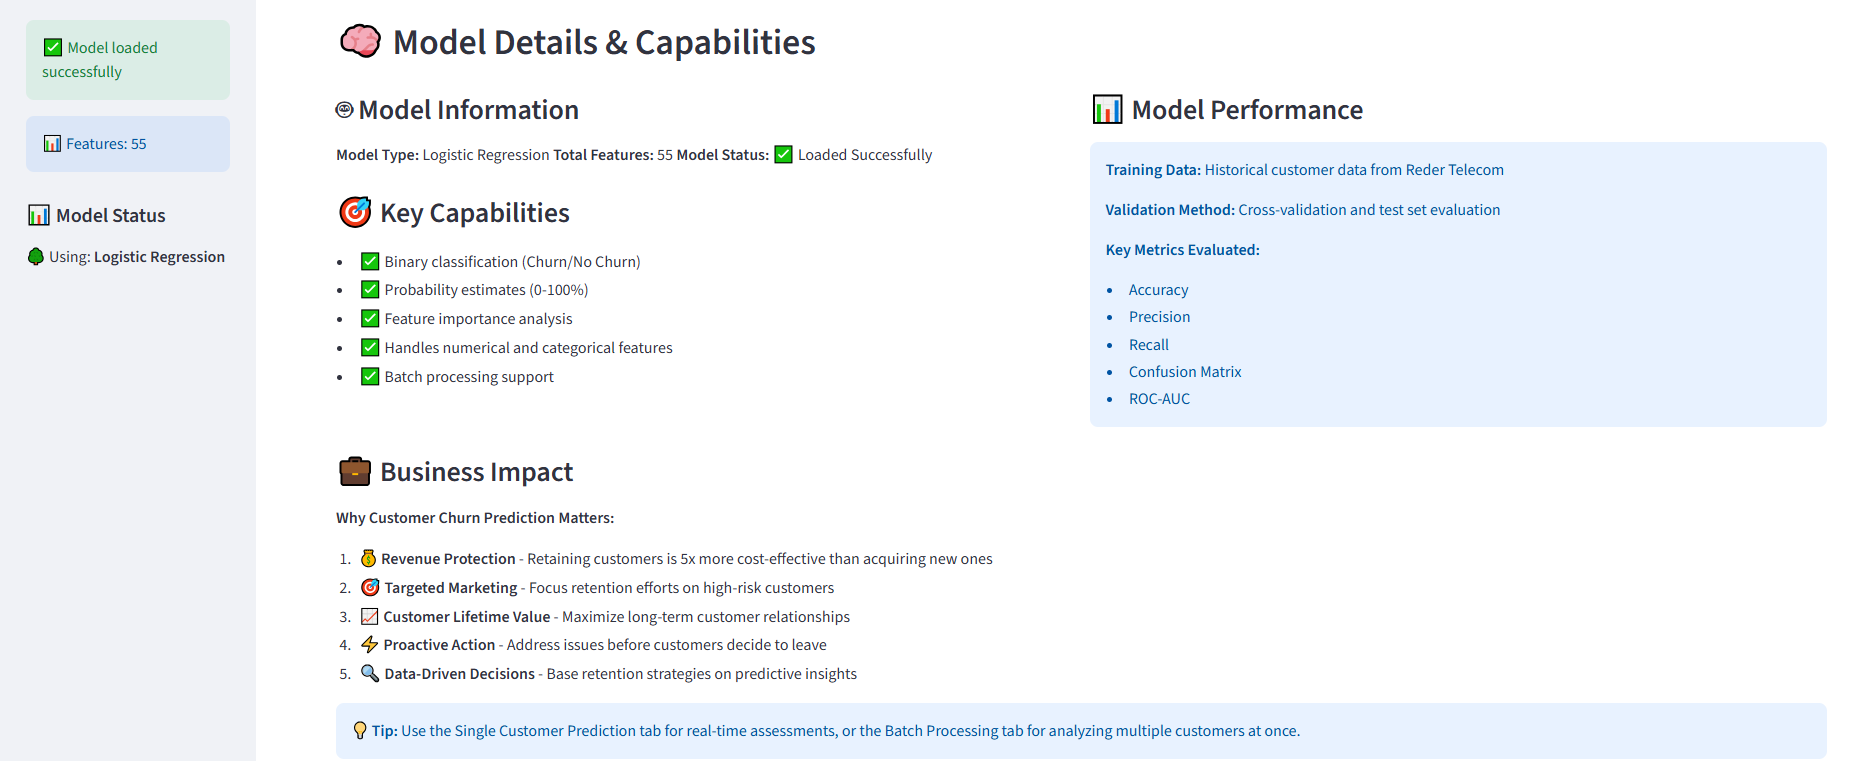 ✅ Model loaded
successfully
📊 Features: 55
📊 Model Status
🌳 Using: Logistic Regression
🧠 Model Details & Capabilities
Model Information
Model Type: Logistic Regression Total Features: 55 Model Status: ✅ Loaded Successfully
🎯 Key Capabilities
• ✅ Binary classification (Churn/No Churn)
• ✅ Probability estimates (0-100%)
• ✅ Feature importance analysis
• ✅ Handles numerical and categorical features
• ✅ Batch processing support
📊 Model Performance
Training Data: Historical customer data from Reder Telecom
Validation Method: Cross-validation and test set evaluation
Key Metrics Evaluated:
• Accuracy
• Precision
• Recall
• Confusion Matrix
• ROC-AUC
💼 Business Impact
Why Customer Churn Prediction Matters:
1. 💰 Revenue Protection - Retaining customers is 5x more cost-effective than acquiring new ones
2. 🎯 Targeted Marketing - Focus retention efforts on high-risk customers
3. 📈 Customer Lifetime Value - Maximize long-term customer relationships
4. ⚡ Proactive Action - Address issues before customers decide to leave
5. 🔍 Data-Driven Decisions - Base retention strategies on predictive insights
💡 Tip: Use the Single Customer Prediction tab for real-time assessments, or the Batch Processing tab for analyzing multiple customers at once.